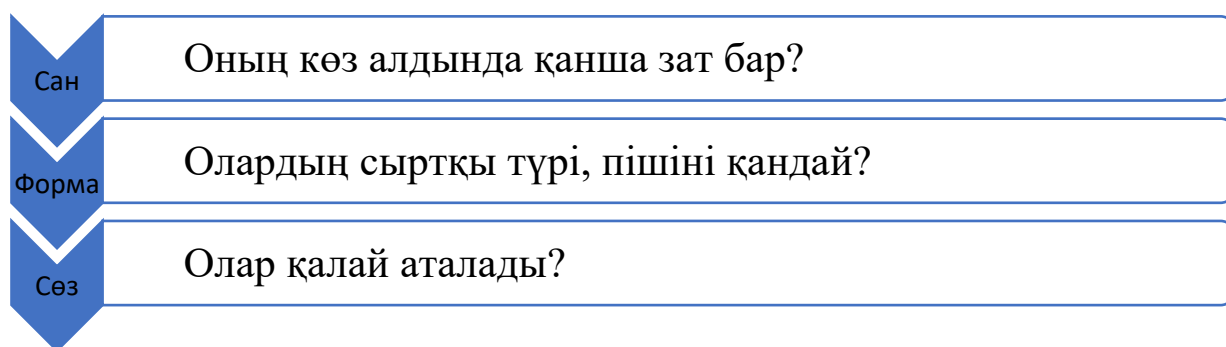 Сан
Оның көз алдында қанша зат бар?
Форма
Олардың сыртқы түрі, пішіні қандай?
Сөз
Олар қалай аталады?